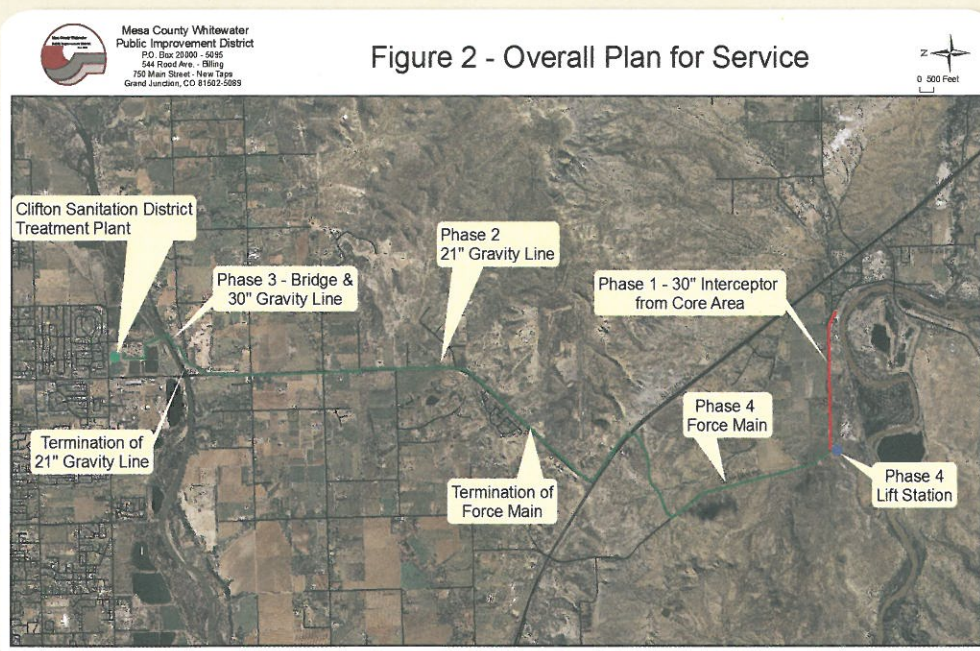 Mesa County Whitewater
Public Improvement District
P.O. Box 20000 - 5095
544 Rood Ave. - Billing
750 Main Street - New Taps
Grand Junction, CO 81502-5089
Figure 2 - Overall Plan for Service
N
0 500 Feet
Clifton Sanitation District
Treatment Plant
Phase 3 - Bridge &
30" Gravity Line
Phase 2
21" Gravity Line
Phase 1 - 30" Interceptor
from Core Area
Phase 4
Force Main
Termination of
21" Gravity Line
Termination of
Force Main
Phase 4
Lift Station